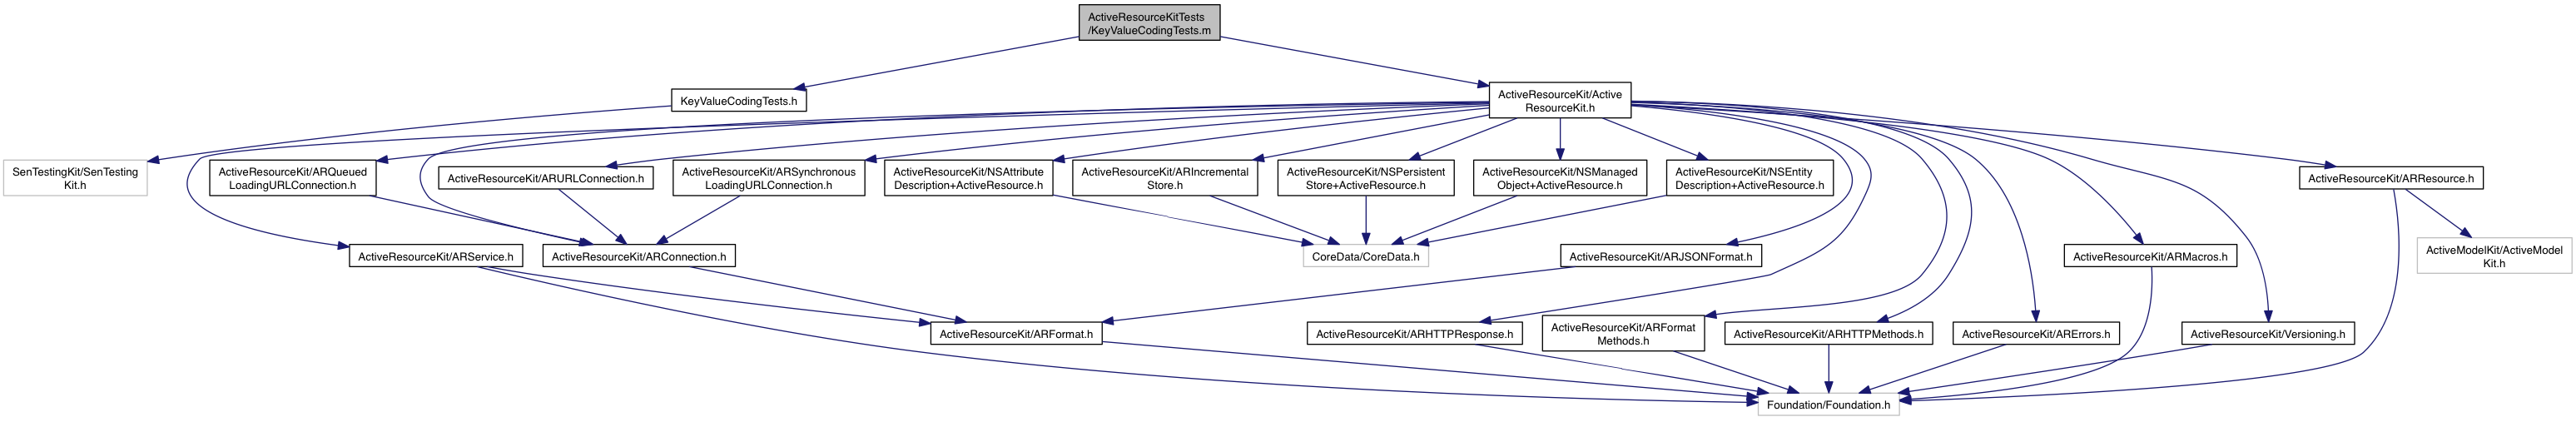 ActiveResourceKitTests
/KeyValueCodingTests.m
KeyValueCodingTests.h
ActiveResourceKit/Active
ResourceKit.h
SenTestingKit/SenTesting
Kit.h
ActiveResourceKit/ARQueued
LoadingURLConnection.h
ActiveResourceKit/ARURLConnection.h
ActiveResourceKit/ARSynchronous
LoadingURLConnection.h
ActiveResourceKit/NSAttribute
Description+ActiveResource.h
ActiveResourceKit/ARIncremental
Store.h
ActiveResourceKit/NSPersistent
Store+ActiveResource.h
ActiveResourceKit/NSManaged
Object+ActiveResource.h
ActiveResourceKit/NSEntity
Description+ActiveResource.h
ActiveResourceKit/ARResource.h
ActiveResourceKit/ARService.h
ActiveResourceKit/ARConnection.h
CoreData/CoreData.h
ActiveResourceKit/ARJSONFormat.h
ActiveResourceKit/ARMacros.h
ActiveModelKit/ActiveModel
Kit.h
ActiveResourceKit/ARFormat.h
ActiveResourceKit/ARHTTPResponse.h
ActiveResourceKit/ARFormat
Methods.h
ActiveResourceKit/ARHTTPMethods.h
ActiveResourceKit/ARErrors.h
ActiveResourceKit/Versioning.h
Foundation/Foundation.h